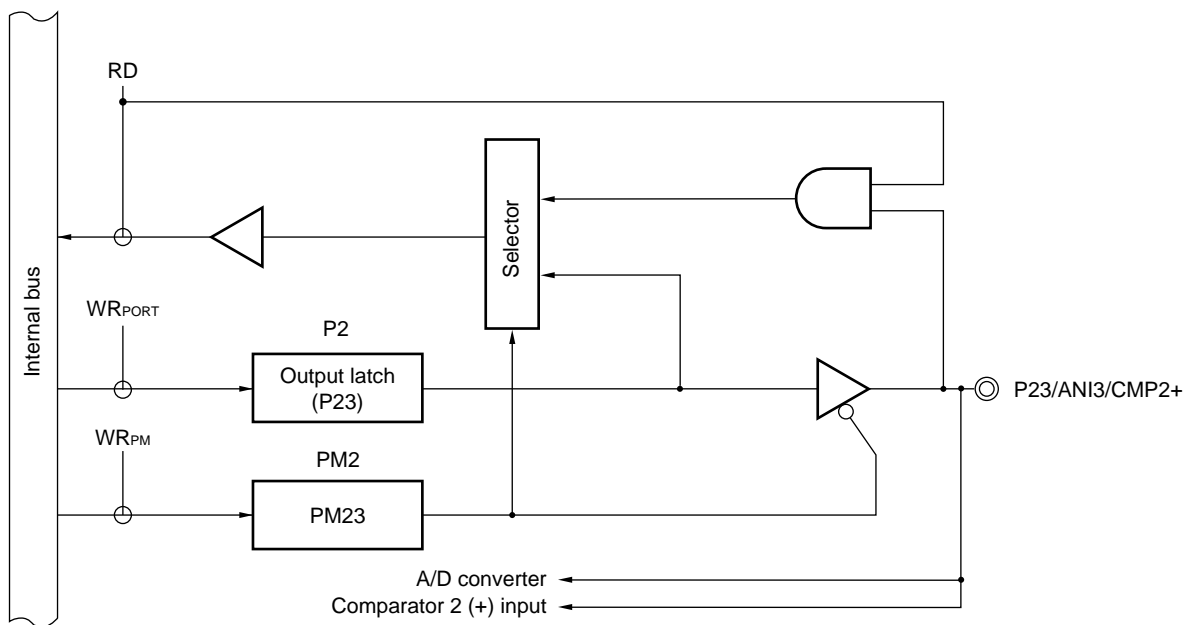 RD
Selector
Internal bus
WRPORT
P2
Output latch
(P23)
P23/ANI3/CMP2+
WRPM
PM2
PM23
A/D converter
Comparator 2 (+) input